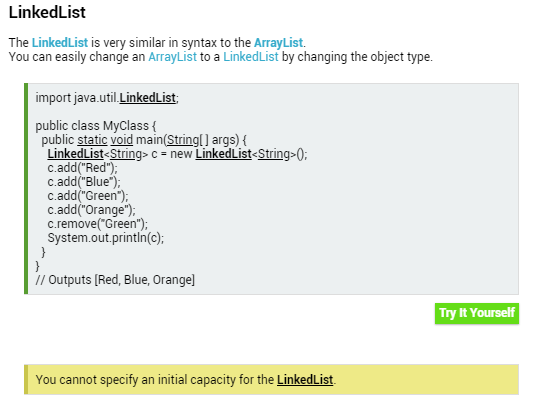 LinkedList
The LinkedList is very similar in syntax to the ArrayList.
You can easily change an ArrayList to a LinkedList by changing the object type.
import java.util.LinkedList;
public class MyClass {
public static void main(String[ ] args) {
LinkedList<String> c = new LinkedList<String>();
c.add("Red");
c.add("Blue");
c.add("Green");
c.add("Orange");
c.remove("Green");
System.out.println(c);
}
}
// Outputs [Red, Blue, Orange]
Try It Yourself
You cannot specify an initial capacity for the LinkedList.